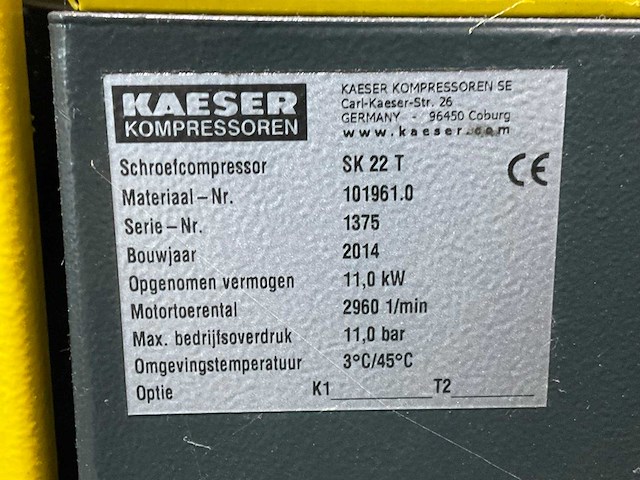 KAESER
KOMPRESSOREN
KAESER KOMPRESSOREN SE
Carl-Kaeser-Str. 26
GERMANY - 96450 Coburg
www.kaeser.com
CE
Schroefcompressor SK 22 T
Materiaal–Nr. 101961.0
Serie–Nr. 1375
Bouwjaar 2014
Opgenomen vermogen 11,0 kW
Motortoerental 2960 1/min
Max. bedrijfsoverdruk 11,0 bar
Omgevingstemperatuur 3°C/45°C
Optie K1 T2